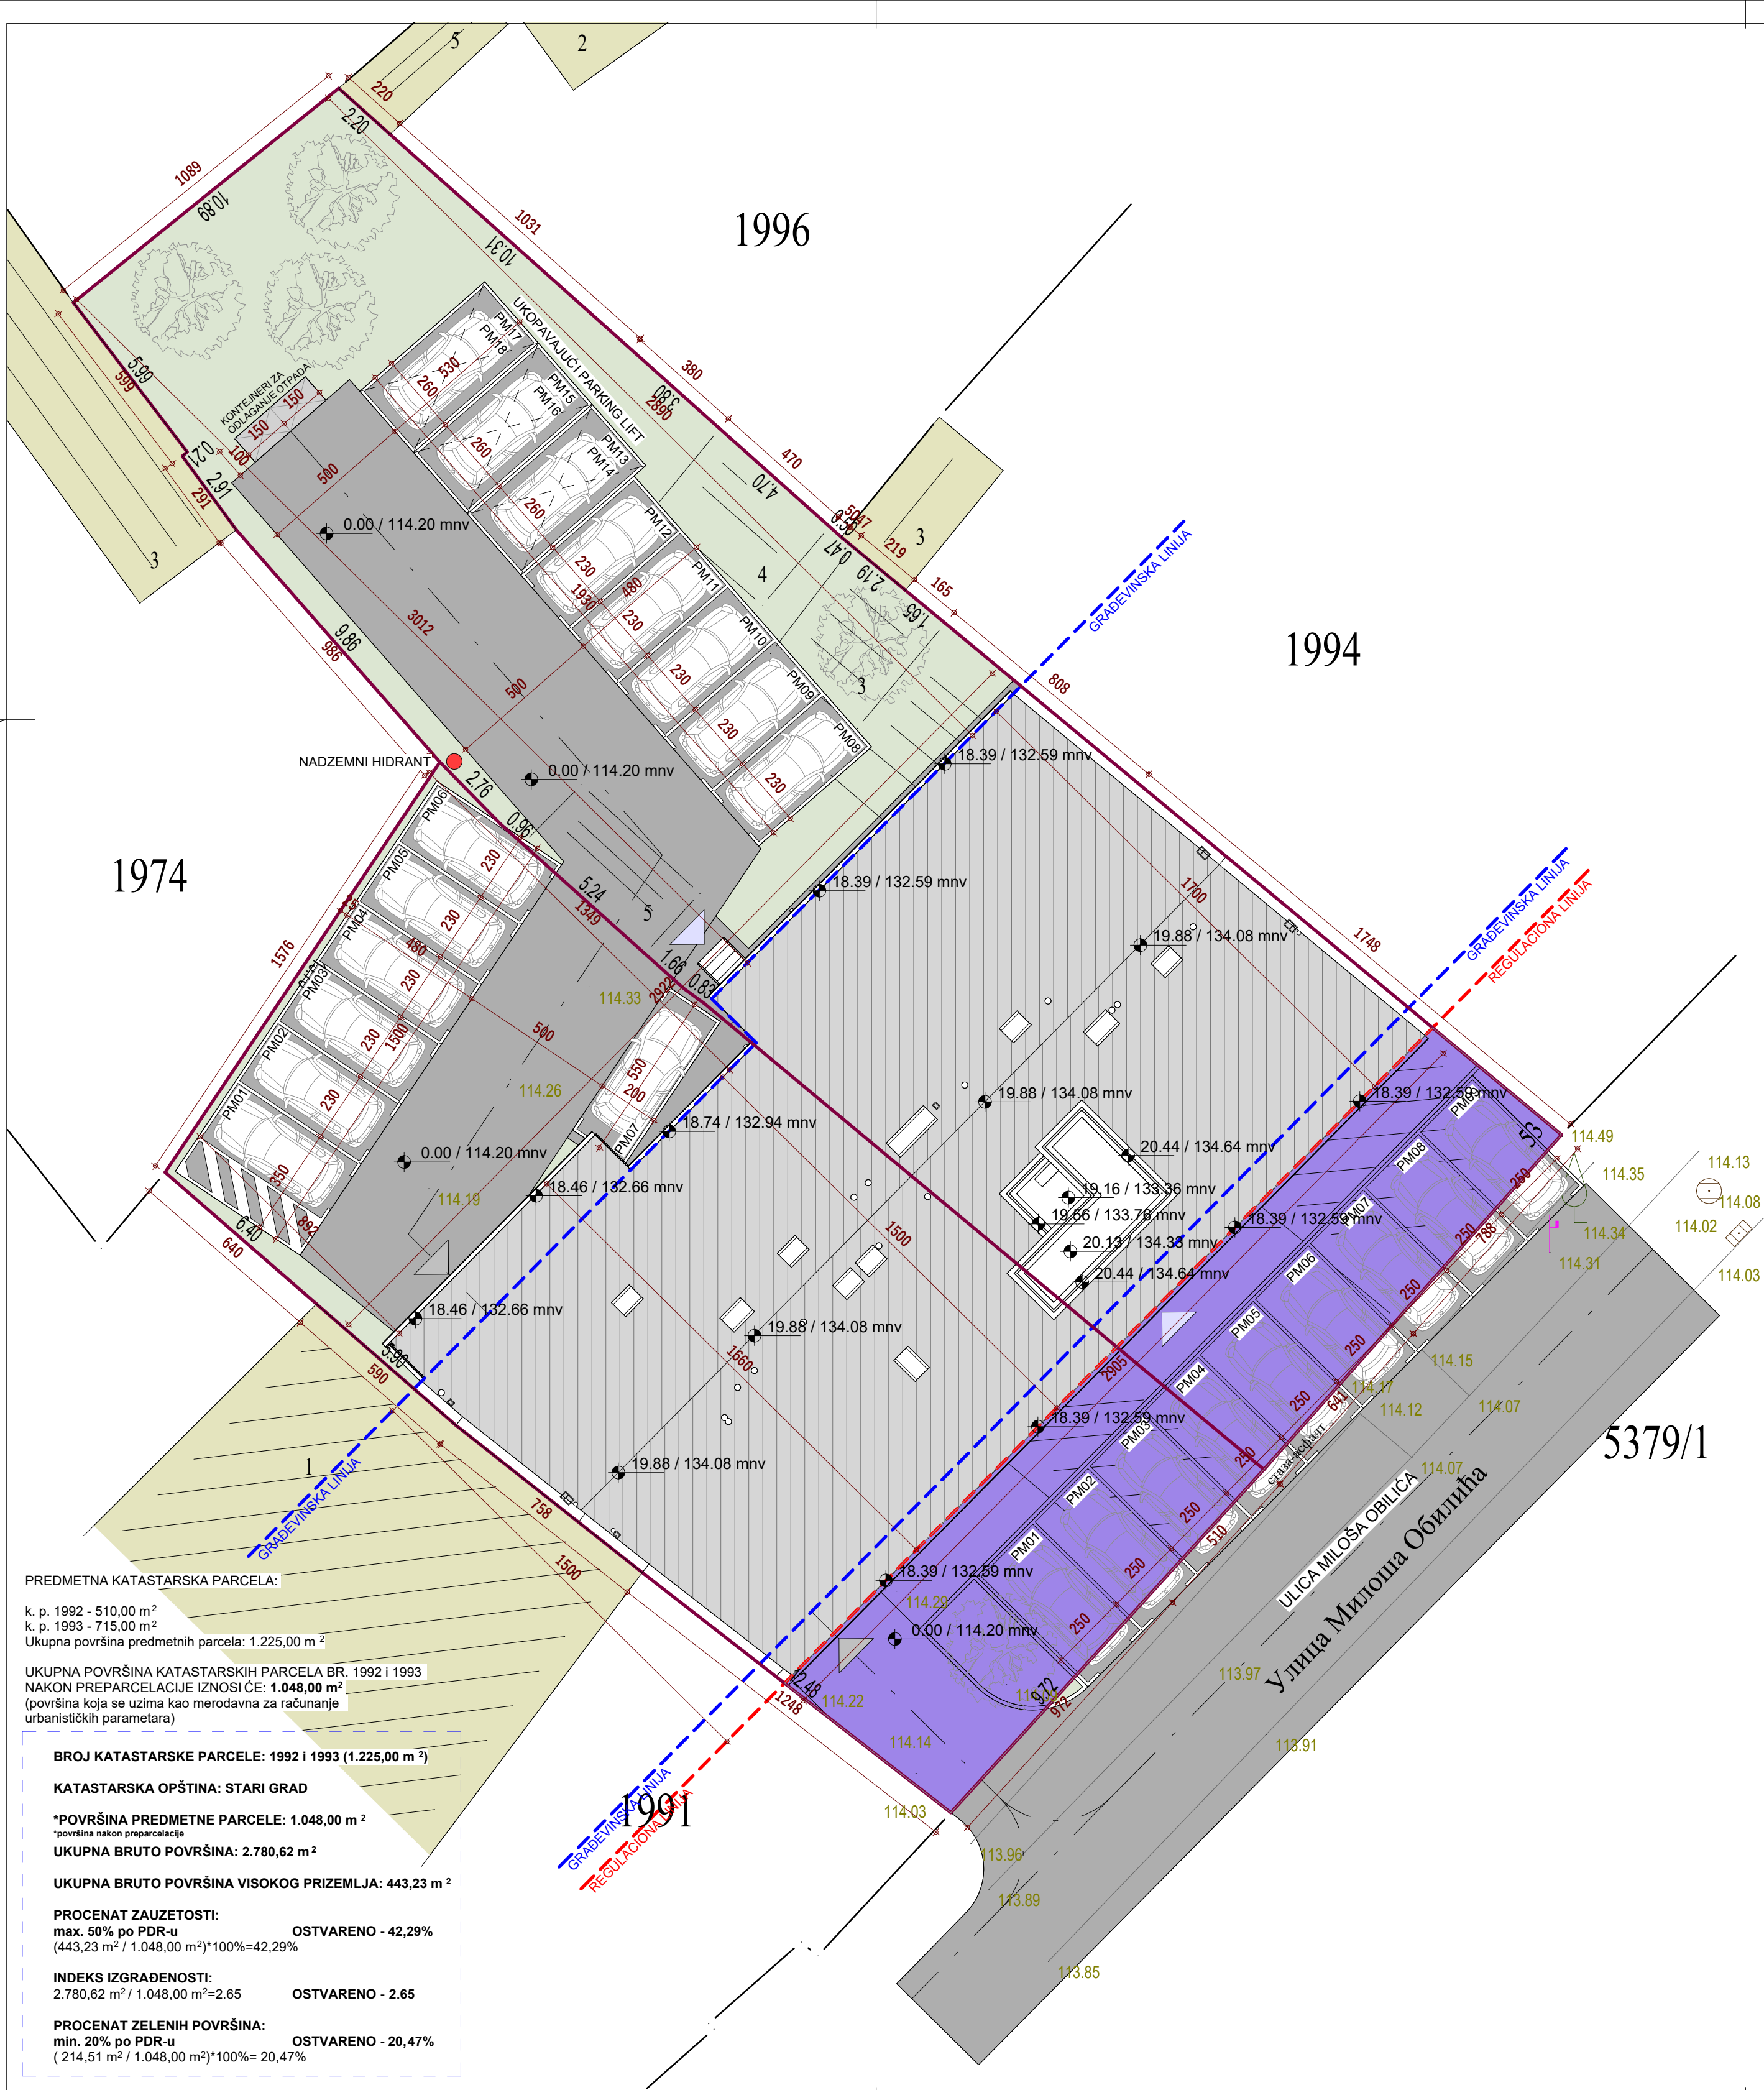 5
2
220
2.20
1089
10.89
1996
1031
10.31
UKOPAVAJUĆI PARKING LIFT
PM17
PM18
530
260
380
3.80
2890
PM15
PM16
260
KONTEJNERI ZA
ODLAGANJE OTPADA
150
150
100
5.99
599
0.21
2.91
291
3
500
PM13
PM14
260
470
4.70
5047
0.56
0.47
219
2.19
3
165
1.65
0.00 / 114.20 mnv
PM12
230
1930
480
PM11
230
4
PM10
230
PM09
230
3
PM08
230
GRAĐEVINSKA LINIJA
1994
808
3012
9.86
986
500
NADZEMNI HIDRANT
2.76
0.96
0.00 / 114.20 mnv
18.39 / 132.59 mnv
18.39 / 132.59 mnv
1974
PM06
230
PM05
230
PM04
480
230
PM03
230
1500
PM02
230
PM01
350
892
1576
5.24
1349
5
1.66
0.83
2922
114.33
500
550
200
PM07
114.26
1700
19.88 / 134.08 mnv
1748
GRAĐEVINSKA LINIJA
REGULACIONA LINIJA
19.88 / 134.08 mnv
18.39 / 132.59 mnv
18.74 / 132.94 mnv
0.00 / 114.20 mnv
114.19
18.46 / 132.66 mnv
20.44 / 134.64 mnv
19.16 / 133.36 mnv
19.56 / 133.76 mnv
20.13 / 134.33 mnv
20.44 / 134.64 mnv
18.39 / 132.59 mnv
1500
6.40
640
18.46 / 132.66 mnv
19.88 / 134.08 mnv
1660
5.90
590
2905
18.39 / 132.59 mnv
19.88 / 134.08 mnv
1
GRAĐEVINSKA LINIJA
758
1500
18.39 / 132.59 mnv
114.29
0.00 / 114.20 mnv
PM09
53
250
PM08
250
788
PM07
250
PM06
250
PM05
250
641
PM04
250
PM03
250
510
PM02
250
PM01
250
стаза-асфалт
114.49
114.35
114.13
114.08
114.02
114.34
114.31
114.03
114.15
114.17
114.12
114.07
114.07
5379/1
ULICA MILOŠA OBILIĆA
Улица Милоша Обилића
113.97
113.91
12.48
1248
114.22
9.72
972
114.14
114.03
113.96
113.89
113.85
1991
GRAĐEVINSKA LINIJA
REGULACIONA LINIJA
PREDMETNA KATASTARSKA PARCELA:
k. p. 1992 - 510,00 m²
k. p. 1993 - 715,00 m²
Ukupna površina predmetnih parcela: 1.225,00 m ²
UKUPNA POVRŠINA KATASTARSKIH PARCELA BR. 1992 i 1993
NAKON PREPARCELACIJE IZNOSI ĆE: 1.048,00 m²
(površina koja se uzima kao merodavna za računanje
urbanističkih parametara)
BROJ KATASTARSKE PARCELE: 1992 i 1993 (1.225,00 m ²)
KATASTARSKA OPŠTINA: STARI GRAD
*POVRŠINA PREDMETNE PARCELE: 1.048,00 m ²
*površina nakon preparcelacije
UKUPNA BRUTO POVRŠINA: 2.780,62 m²
UKUPNA BRUTO POVRŠINA VISOKOG PRIZEMLJA: 443,23 m ²
PROCENAT ZAUZETOSTI:
max. 50% po PDR-u OSTVARENO - 42,29%
(443,23 m² / 1.048,00 m²)*100%=42,29%
INDEKS IZGRAĐENOSTI:
2.780,62 m² / 1.048,00 m²=2.65 OSTVARENO - 2.65
PROCENAT ZELENIH POVRŠINA:
min. 20% po PDR-u OSTVARENO - 20,47%
( 214,51 m² / 1.048,00 m²)*100%= 20,47%